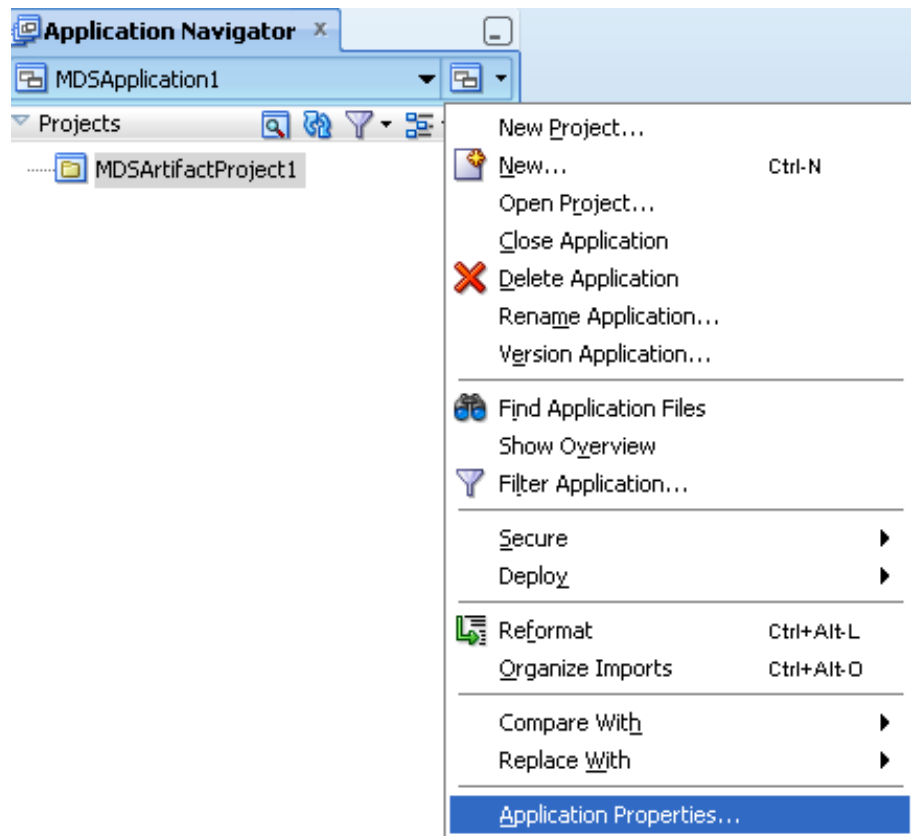 Application Navigator x
MDSApplication1
Projects
MDSArtifactProject1
New Project...
New... Ctrl-N
Open Project...
Close Application
Delete Application
Rename Application...
Version Application...
Find Application Files
Show Overview
Filter Application...
Secure
Deploy
Reformat Ctrl+Alt-L
Organize Imports Ctrl+Alt-O
Compare With
Replace With
Application Properties...